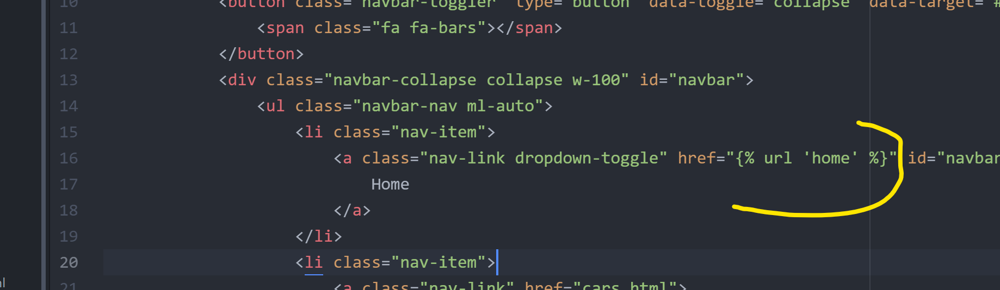 10 <button class="navbar-toggler" type="button" data-toggle="collapse" data-target="#
11 <span class="fa fa-bars"></span>
12 </button>
13 <div class="navbar-collapse collapse w-100" id="navbar">
14 <ul class="navbar-nav ml-auto">
15 <li class="nav-item">
16 <a class="nav-link dropdown-toggle" href="{% url 'home' %}" id="navbar
17 Home
18 </a>
19 </li>
20 <li class="nav-item">
21 <a class="nav-link" href="cars.html">